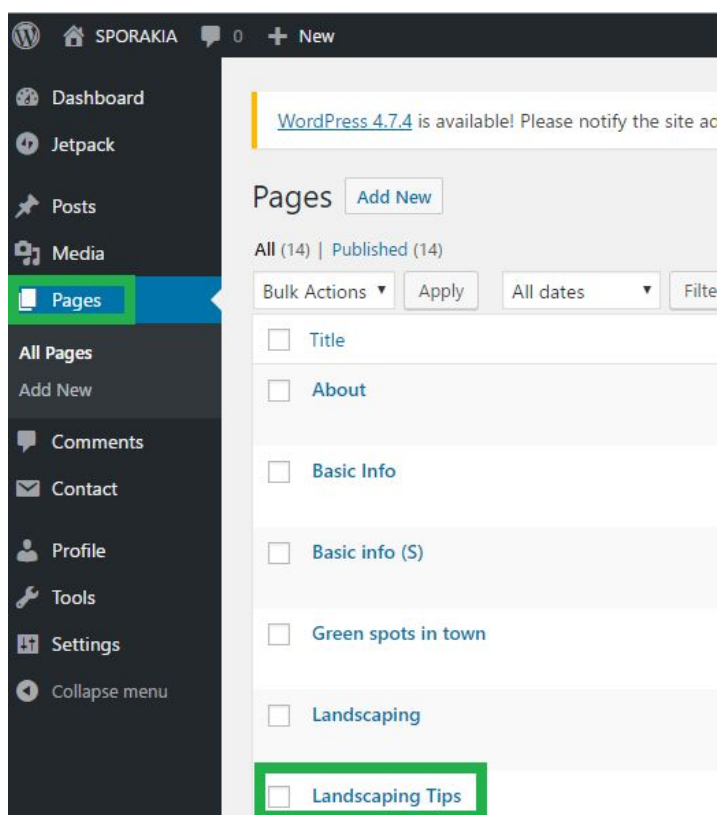 SPORAKIA 0 + New
Dashboard
Jetpack
Posts
Media
Pages
All Pages
Add New
Comments
Contact
Profile
Tools
Settings
Collapse menu
WordPress 4.7.4 is available! Please notify the site ad
Pages Add New
All (14) | Published (14)
Bulk Actions Apply All dates Filte
Title
About
Basic Info
Basic info (S)
Green spots in town
Landscaping
Landscaping Tips